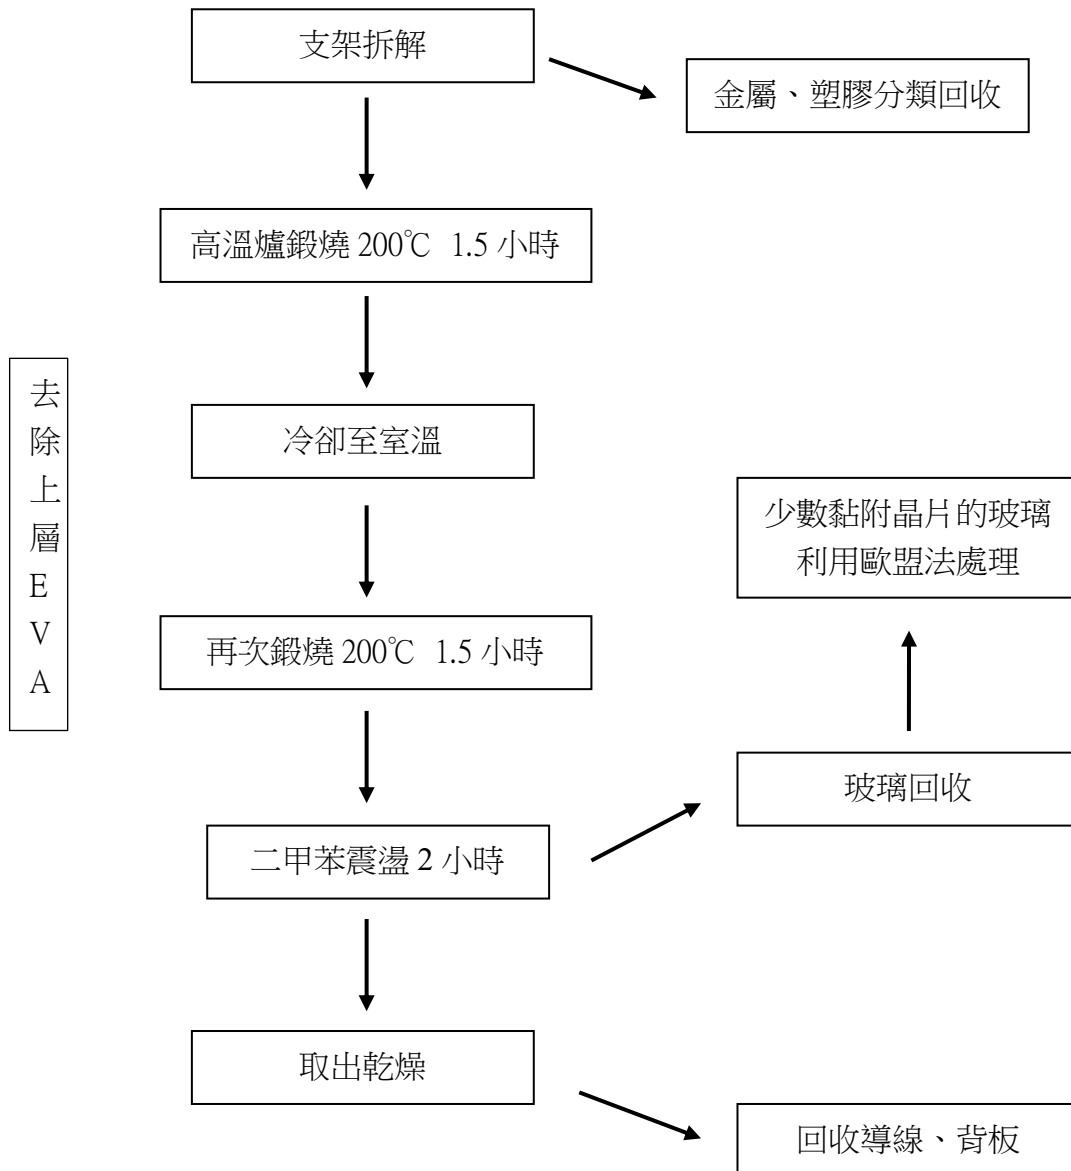 支架拆解
金屬、塑膠分類回收
高溫爐鍛燒 200℃ 1.5 小時
去除上層EVA
冷卻至室溫
少數黏附晶片的玻璃
利用歐盟法處理
再次鍛燒 200℃ 1.5 小時
玻璃回收
二甲苯震盪 2 小時
取出乾燥
回收導線、背板